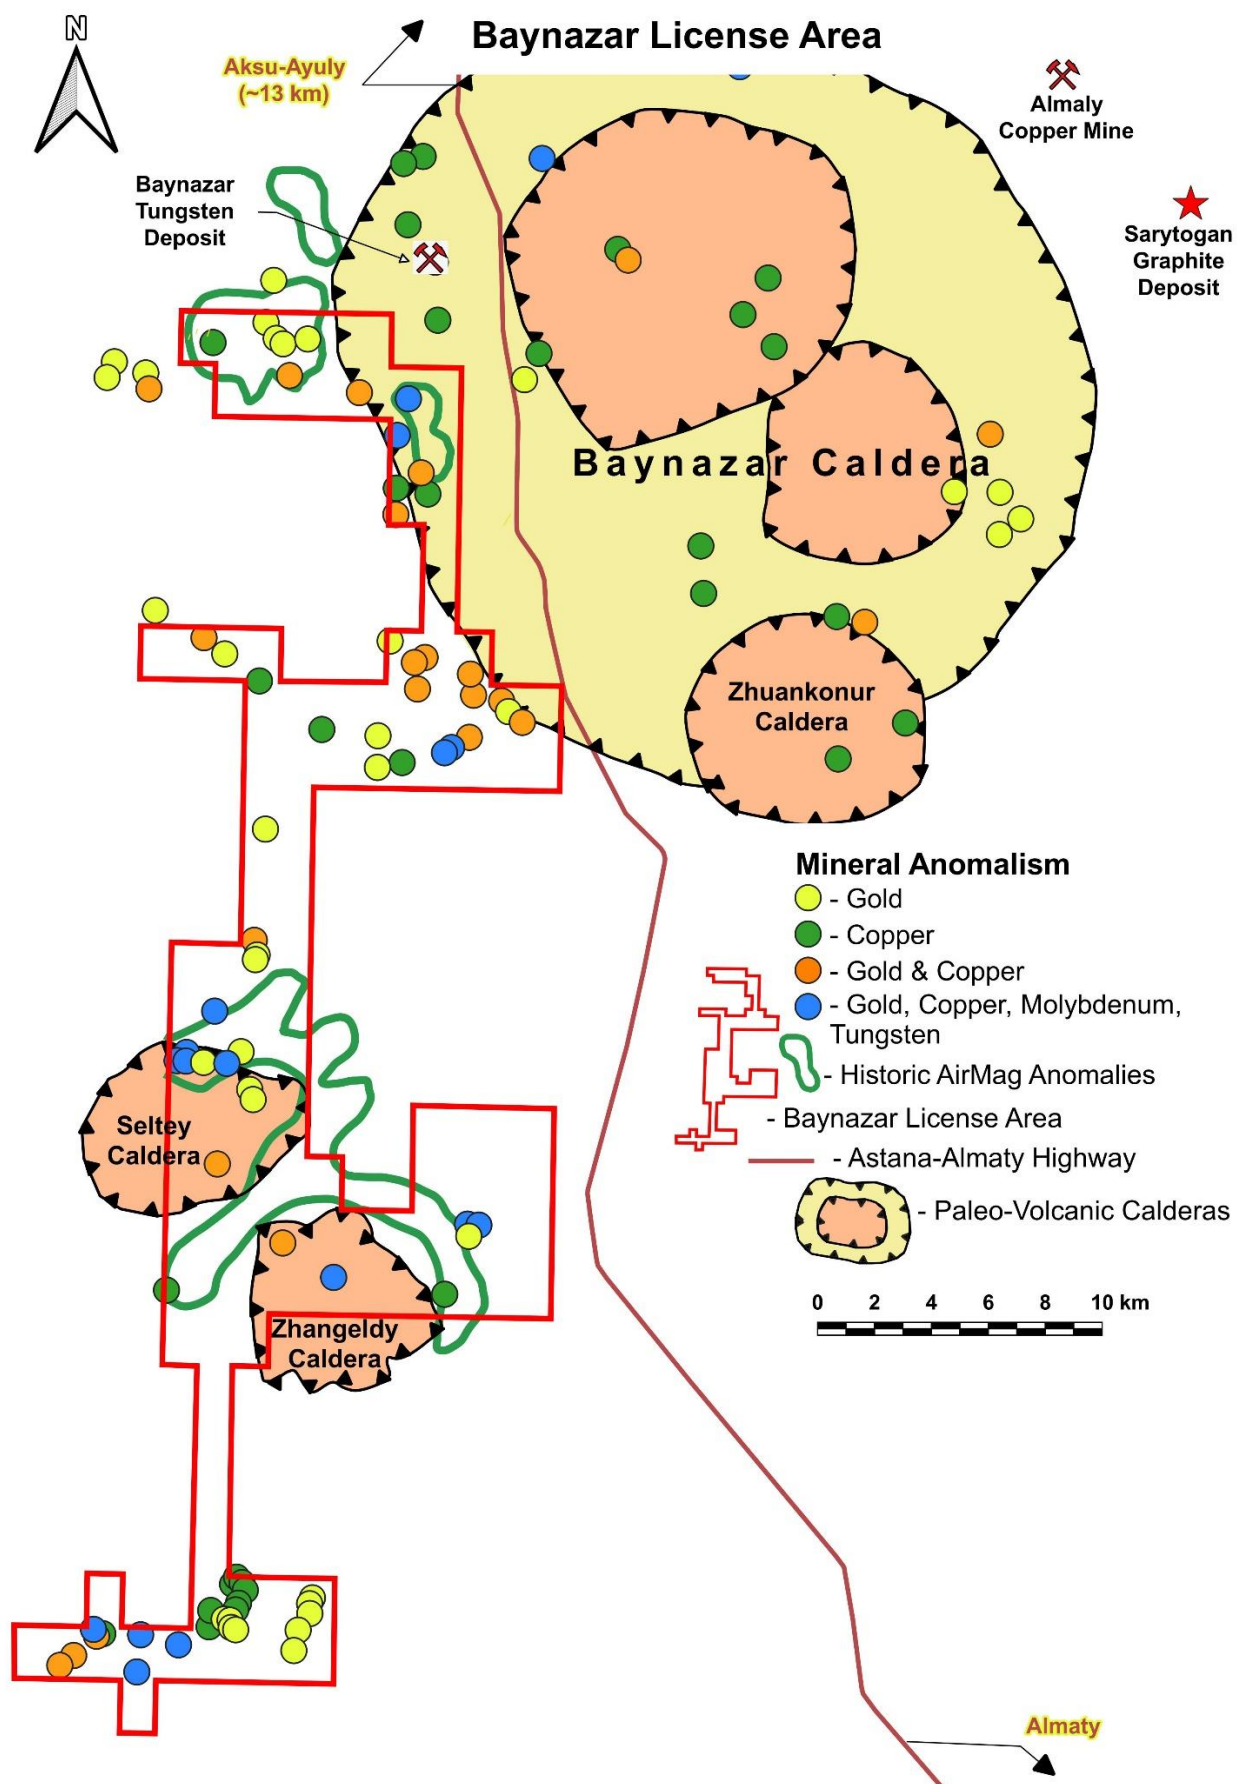 N
Baynazar License Area
Aksu-Ayuly
(~13 km)
Almaly
Copper Mine
Baynazar
Tungsten
Deposit
Sarytogan
Graphite
Deposit
Baynazar Caldera
Zhuankonur
Caldera
Mineral Anomalism
- Gold
- Copper
- Gold & Copper
- Gold, Copper, Molybdenum,
Tungsten
- Historic AirMag Anomalies
- Baynazar License Area
- Astana-Almaty Highway
- Paleo-Volcanic Calderas
0 2 4 6 8 10 km
Seltey
Caldera
Zhangeldy
Caldera
Almaty